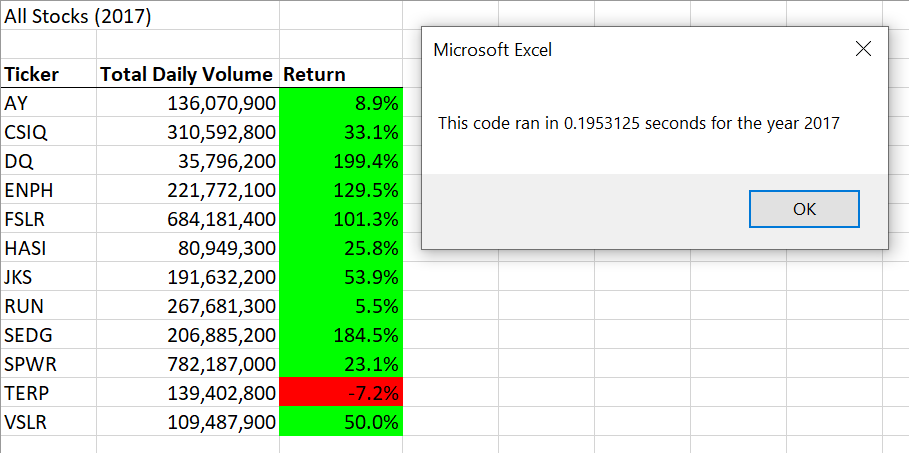 All Stocks (2017)
Ticker Total Daily Volume Return
AY 136,070,900 8.9%
CSIQ 310,592,800 33.1%
DQ 35,796,200 199.4%
ENPH 221,772,100 129.5%
FSLR 684,181,400 101.3%
HASI 80,949,300 25.8%
JKS 191,632,200 53.9%
RUN 267,681,300 5.5%
SEDG 206,885,200 184.5%
SPWR 782,187,000 23.1%
TERP 139,402,800 -7.2%
VSLR 109,487,900 50.0%
Microsoft Excel
This code ran in 0.1953125 seconds for the year 2017
OK